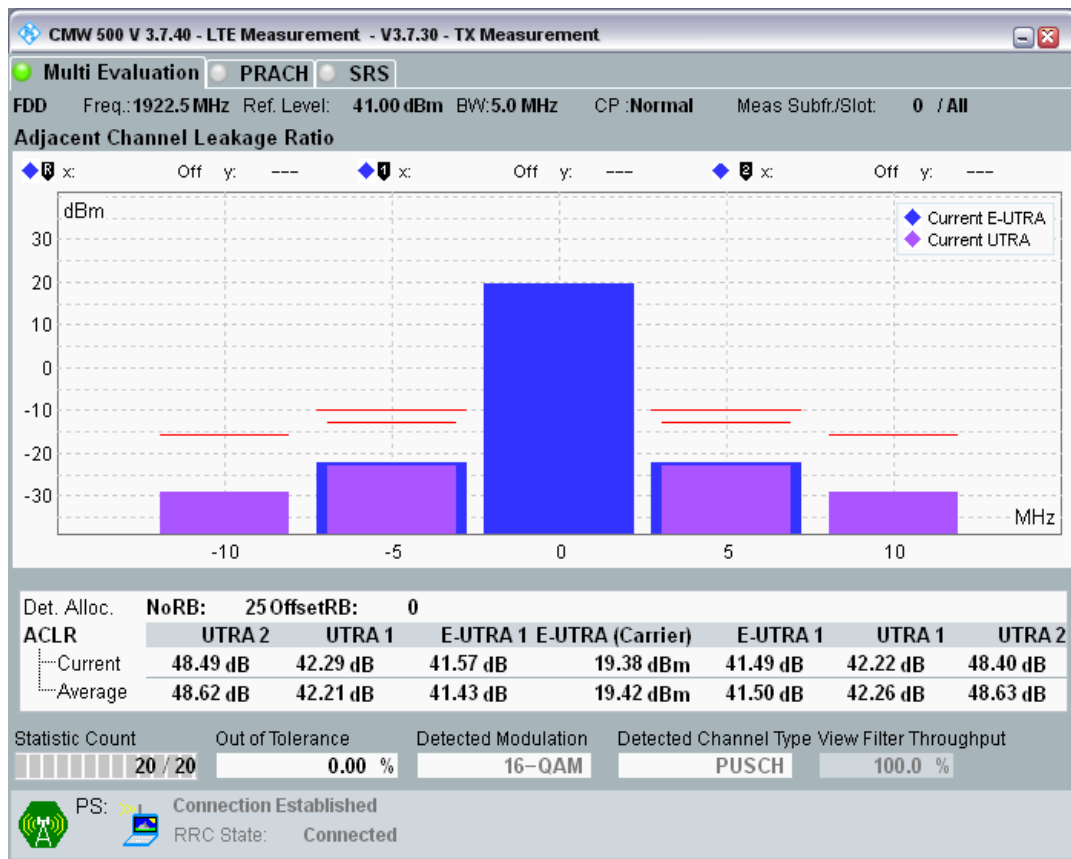 CMW 500 V 3.7.40 - LTE Measurement - V3.7.30 - TX Measurement
Multi Evaluation PRACH SRS
FDD Freq.:1922.5 MHz Ref. Level: 41.00 dBm BW:5.0 MHz CP :Normal Meas Subfr./Slot: 0 / All
Adjacent Channel Leakage Ratio
R x: Off y: --- 1 x: Off y: --- 2 x: Off y: ---
dBm
Current E-UTRA
Current UTRA
30
20
10
0
-10
-20
-30
MHz
-10 -5 0 5 10
Det. Alloc. NoRB: 25 OffsetRB: 0
ACLR UTRA 2 UTRA 1 E-UTRA 1 E-UTRA (Carrier) E-UTRA 1 UTRA 1 UTRA 2
Current 48.49 dB 42.29 dB 41.57 dB 19.38 dBm 41.49 dB 42.22 dB 48.40 dB
Average 48.62 dB 42.21 dB 41.43 dB 19.42 dBm 41.50 dB 42.26 dB 48.63 dB
Statistic Count Out of Tolerance Detected Modulation Detected Channel Type View Filter Throughput
20 / 20 0.00 % 16-QAM PUSCH 100.0 %
PS: Connection Established
RRC State: Connected